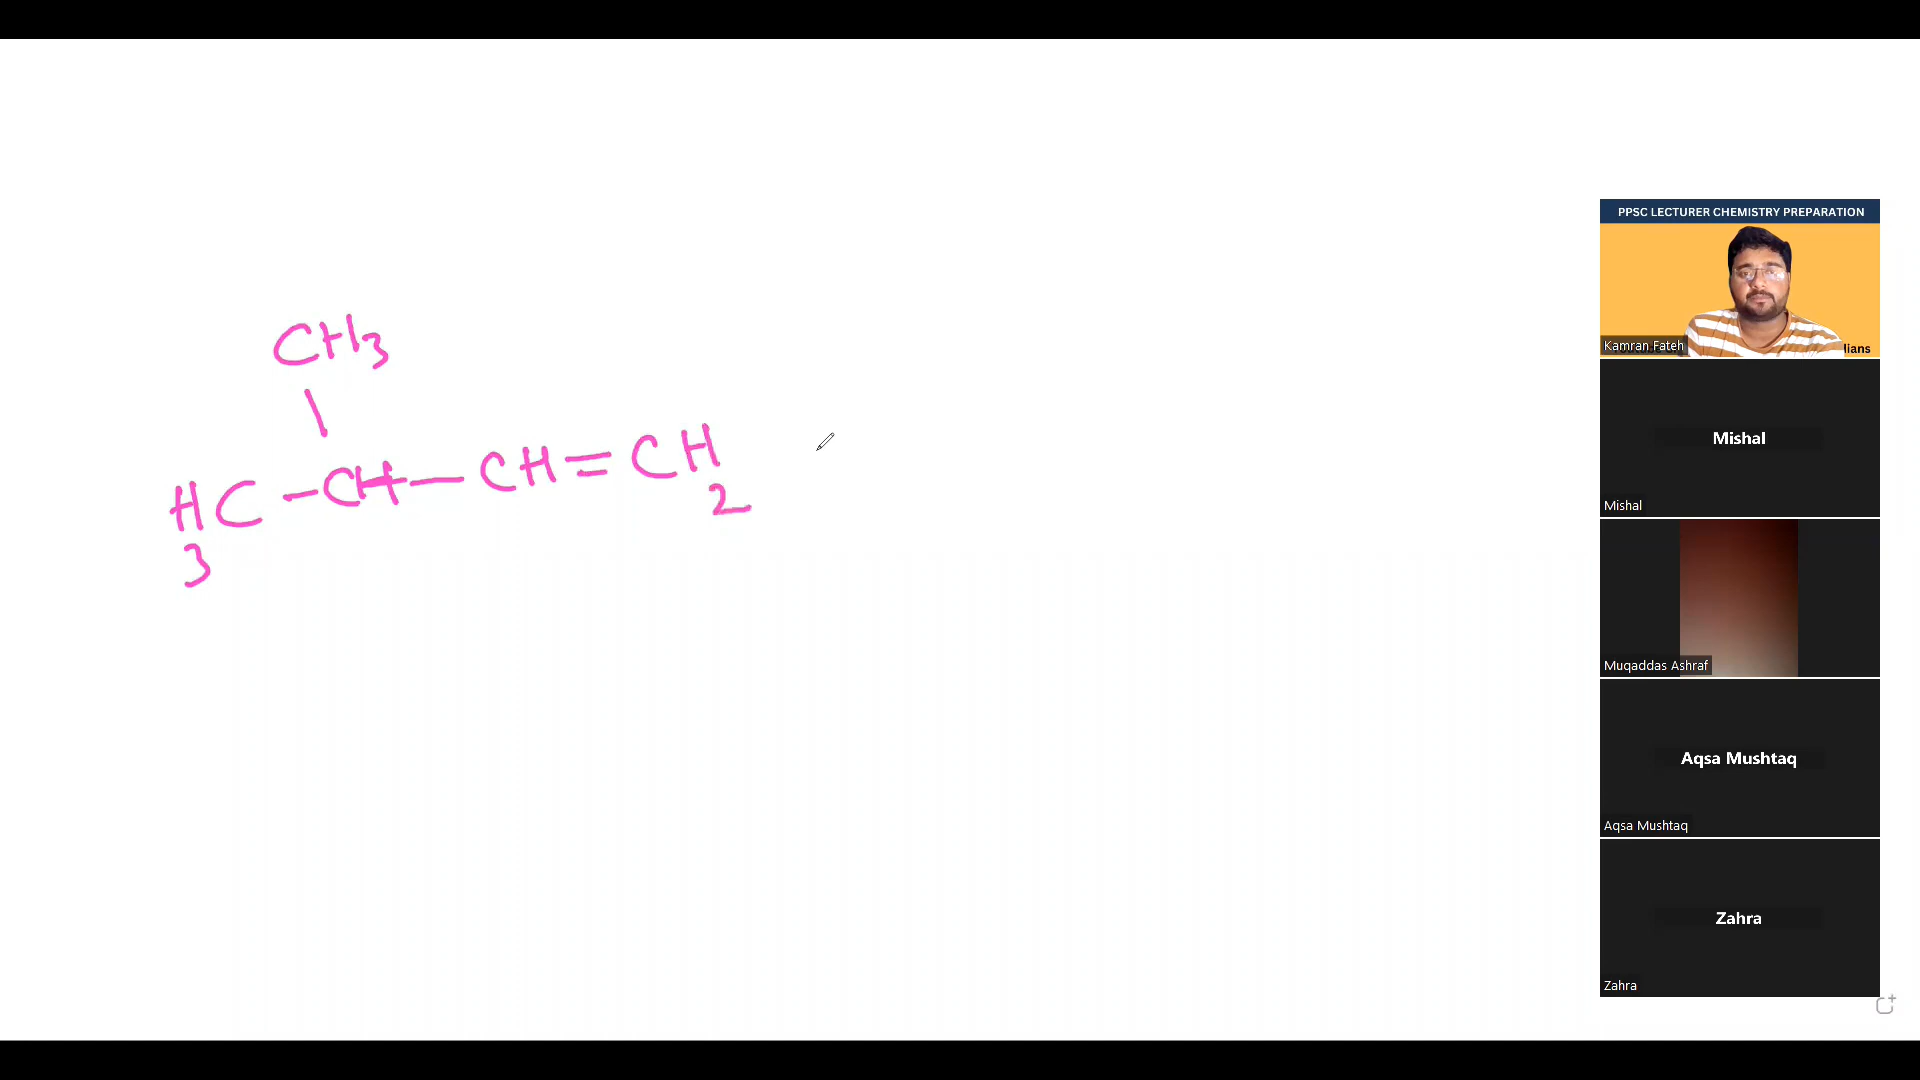 CH3
|
H3C - CH - CH = CH2
PPSC LECTURER CHEMISTRY PREPARATION
Kamran Fateh
Mishal
Mishal
Muqaddas Ashraf
Aqsa Mushtaq
Aqsa Mushtaq
Zahra
Zahra